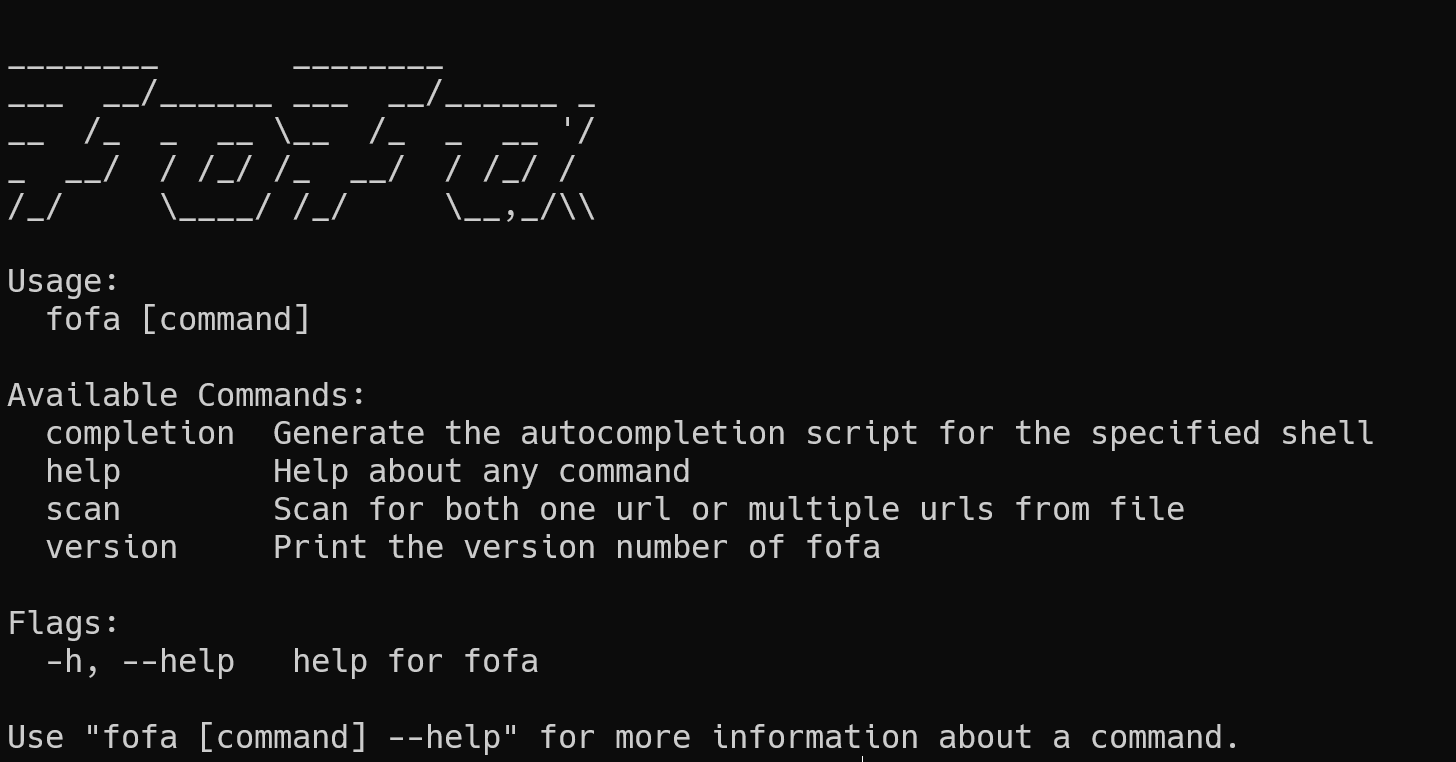 ________       ________
___  __/______ ___  __/______ _
__  /_  _  __ \__  /_  _  __ '/
_  __/  / /_/ /_  __/  / /_/ /
/_/     \____/ /_/     \__,_/\\
Usage:
  fofa [command]
Available Commands:
  completion  Generate the autocompletion script for the specified shell
  help        Help about any command
  scan        Scan for both one url or multiple urls from file
  version     Print the version number of fofa
Flags:
  -h, --help   help for fofa
Use "fofa [command] --help" for more information about a command.